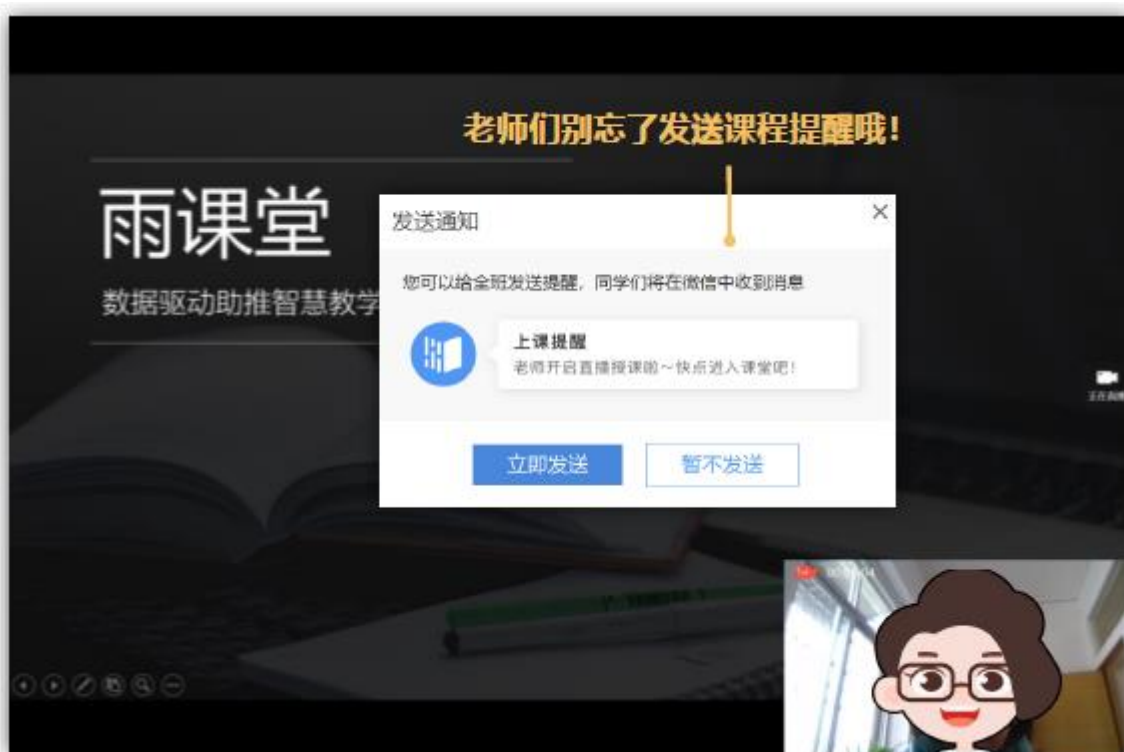 老师们别忘了发送课程提醒哦!
雨课堂
数据驱动助推智慧教学
发送通知
您可以给全班发送提醒，同学们将在微信中收到消息
上课提醒
老师开启直播授课啦～快点进入课堂吧!
立即发送
暂不发送